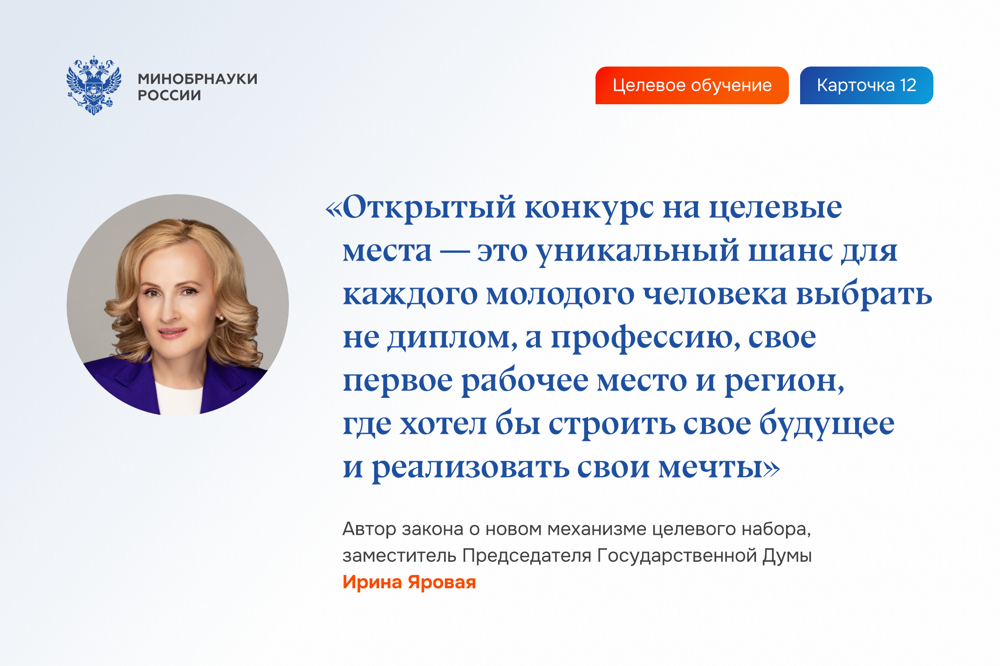 МИНОБРНАУКИ
РОССИИ
Целевое обучение
Карточка 12
«Открытый конкурс на целевые
места — это уникальный шанс для
каждого молодого человека выбрать
не диплом, а профессию, свое
первое рабочее место и регион,
где хотел бы строить свое будущее
и реализовать свои мечты»
Автор закона о новом механизме целевого набора,
заместитель Председателя Государственной Думы
Ирина Яровая